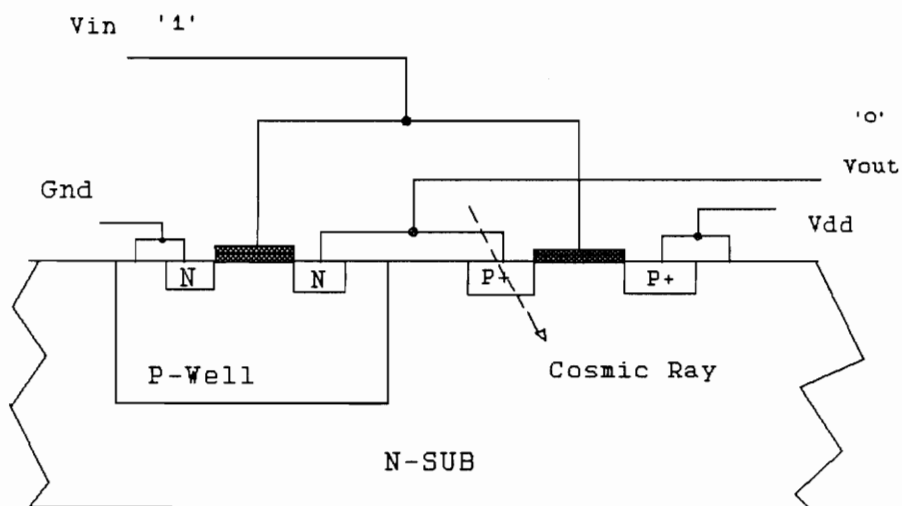 Vin '1'
'0'
Vout
Gnd
Vdd
N
N
P+
P+
P-Well
Cosmic Ray
N-SUB